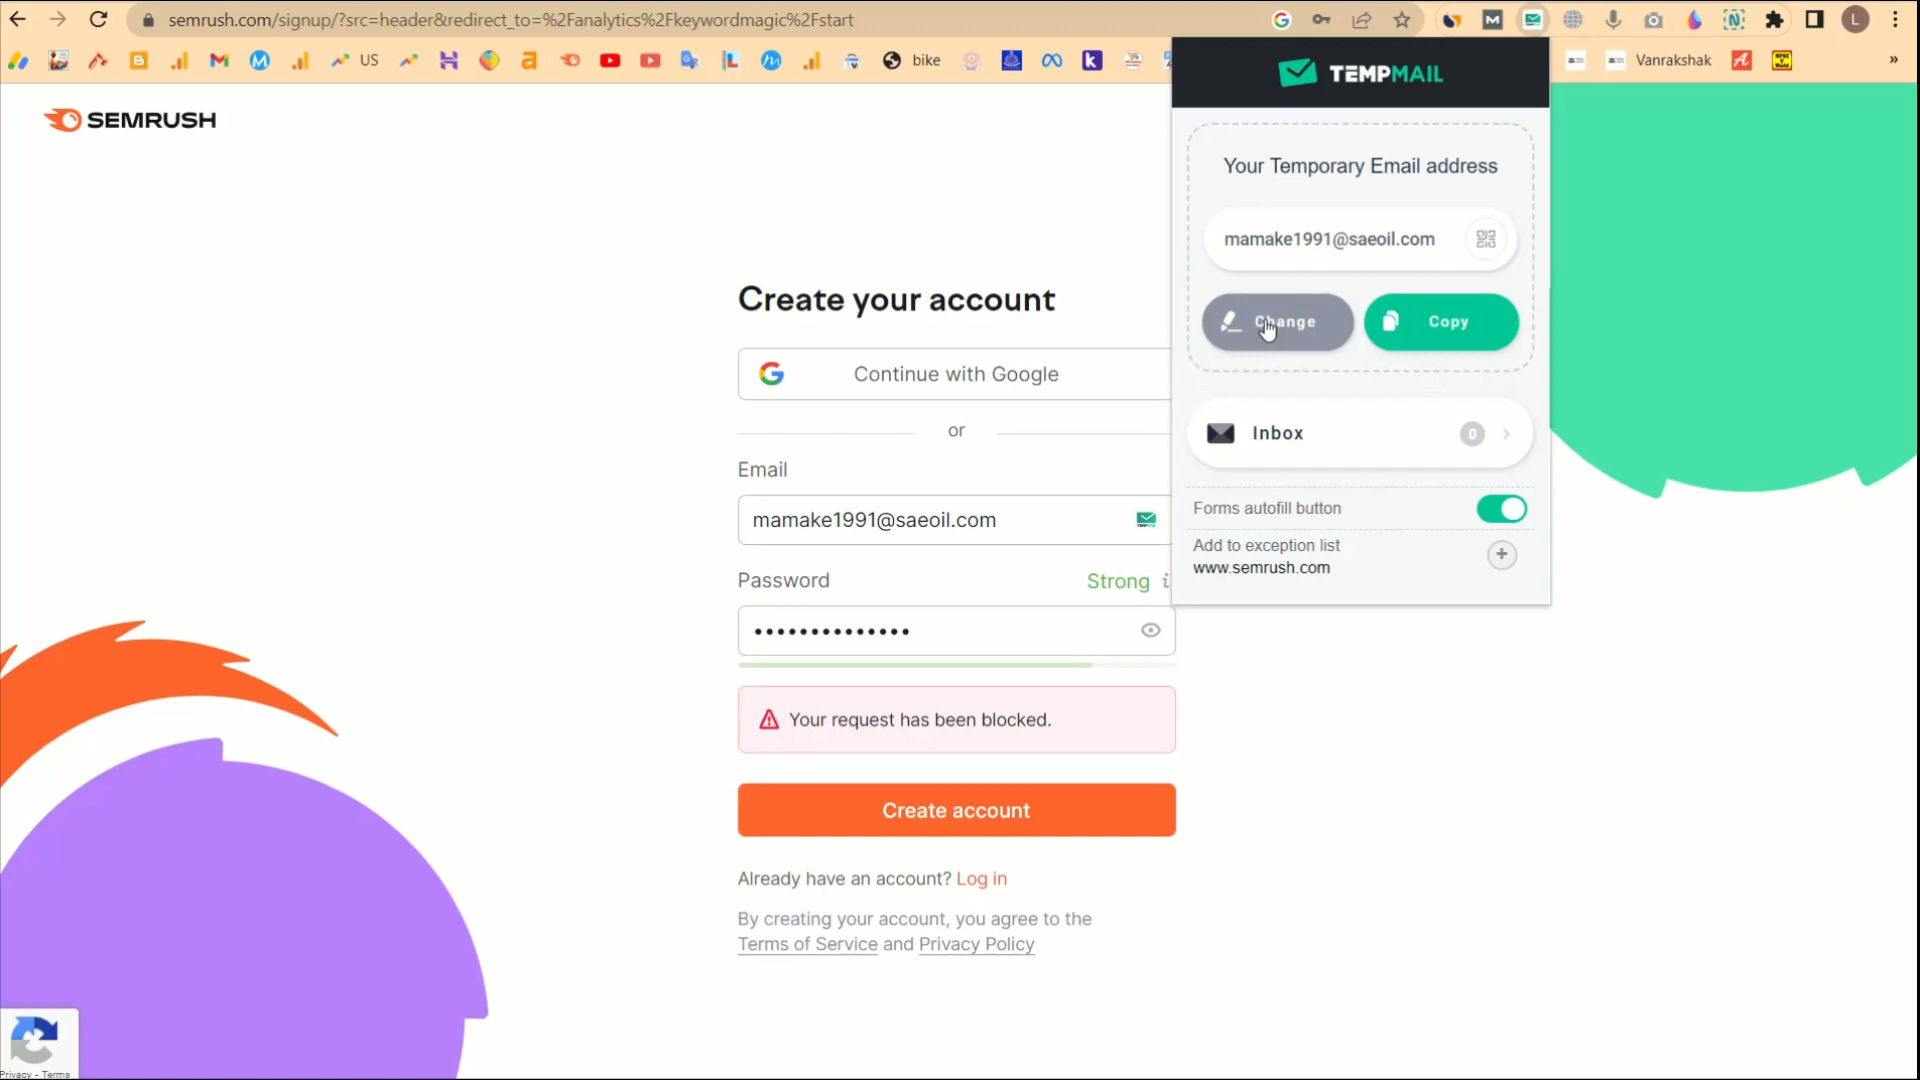 semrush.com/signup/?src=header&redirect_to=%2Fanalytics%2Fkeywordmagic%2Fstart
L
US
bike
Vanrakshak
SEMRUSH
TEMPMAIL
Your Temporary Email address
mamake1991@saeoil.com
Change
Copy
Inbox
0
Forms autofill button
Add to exception list
www.semrush.com
Create your account
Continue with Google
or
Email
mamake1991@saeoil.com
Password
Strong
Your request has been blocked.
Create account
Already have an account? Log in
By creating your account, you agree to the
Terms of Service and Privacy Policy
Privacy - Terms